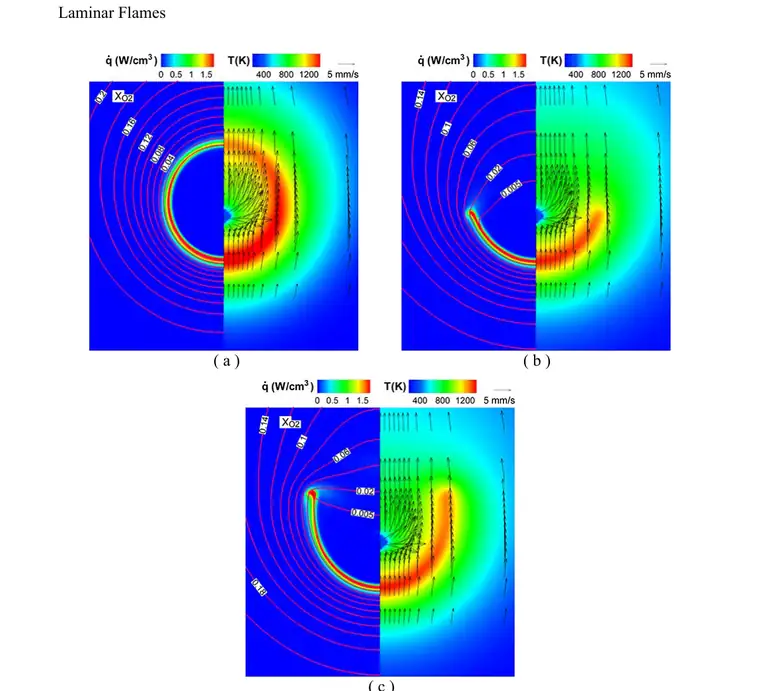 Laminar Flames
q̇ (W/cm³) T(K) q̇ (W/cm³) T(K)
0 0.5 1 1.5 400 800 1200 5 mm/s 0 0.5 1 1.5 400 800 1200 5 mm/s
0.2 XO2 0.14 XO2
0.16 0.1
0.12 0.06
0.08 0.02
0.04 0.005
( a ) ( b )
q̇ (W/cm³) T(K)
0 0.5 1 1.5 400 800 1200 5 mm/s
0.14 XO2
0.1
0.06
0.02
0.005
0.18
( c )